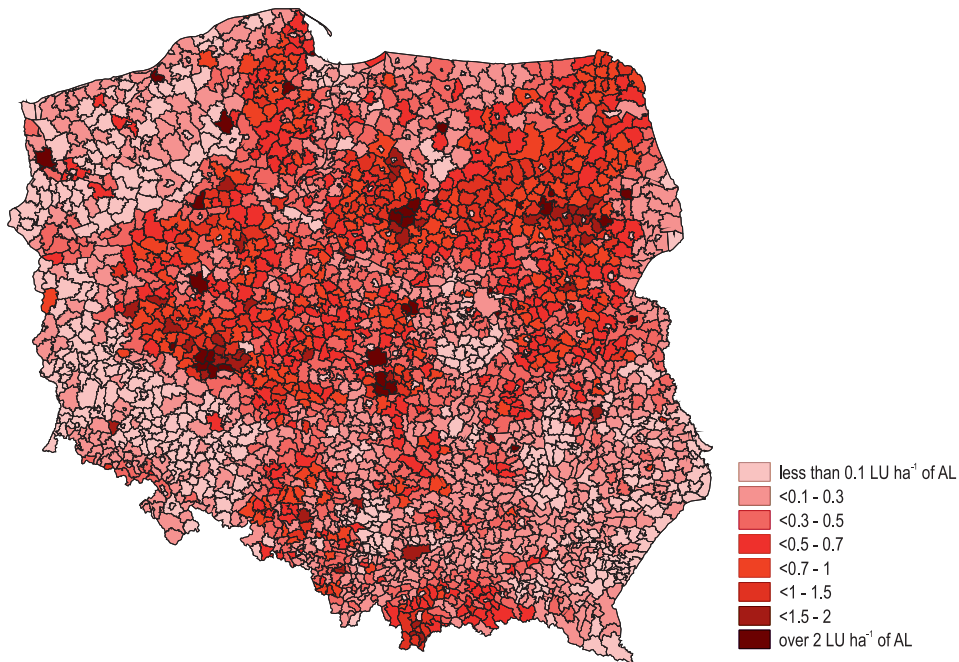 less than 0.1 LU ha⁻¹ of AL
<0.1 - 0.3
<0.3 - 0.5
<0.5 - 0.7
<0.7 - 1
<1 - 1.5
<1.5 - 2
over 2 LU ha⁻¹ of AL